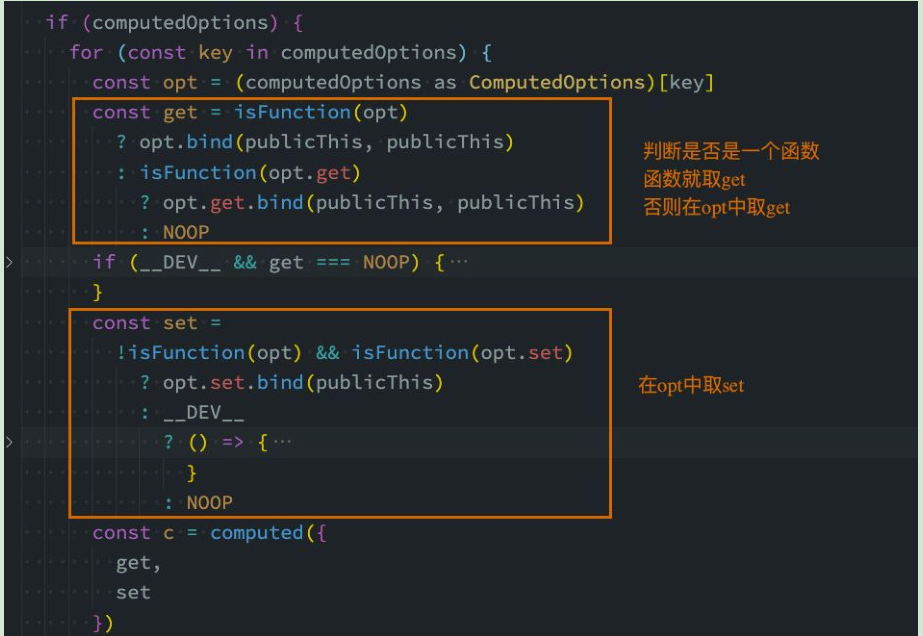 if (computedOptions) {
for (const key in computedOptions) {
const opt = (computedOptions as ComputedOptions)[key]
const get = isFunction(opt)
? opt.bind(publicThis, publicThis)
: isFunction(opt.get)
? opt.get.bind(publicThis, publicThis)
: NOOP
判断是否是一个函数
函数就取get
否则在opt中取get
if (__DEV__ && get === NOOP) { ⋯
}
const set =
!isFunction(opt) && isFunction(opt.set)
? opt.set.bind(publicThis)
: __DEV__
? () => { ⋯
}
: NOOP
在opt中取set
const c = computed({
get,
set
})